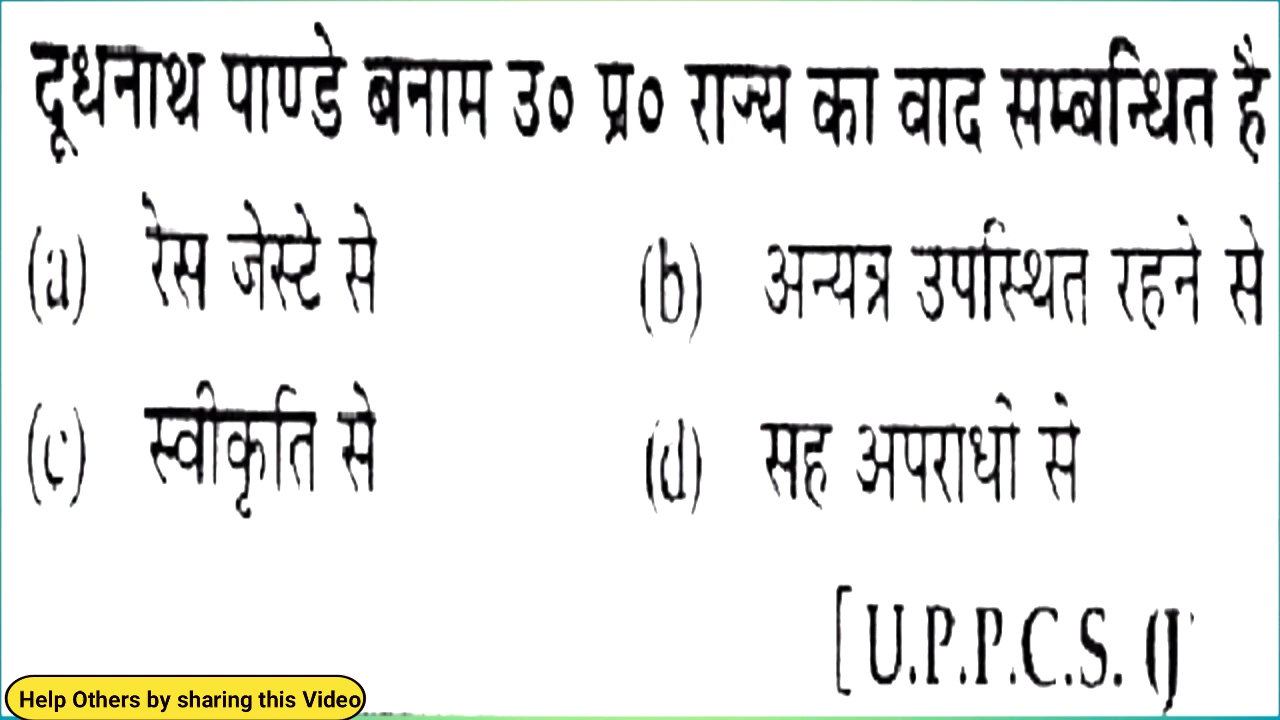 दूधनाथ पाण्डे बनाम उ० प्र० राज्य का वाद सम्बन्धित है
(a) रेस जेस्टे से (b) अन्यत्र उपस्थित रहने से
(c) स्वीकृति से (d) सह अपराधो से
[U.P.P.C.S. (J)
Help Others by sharing this Video